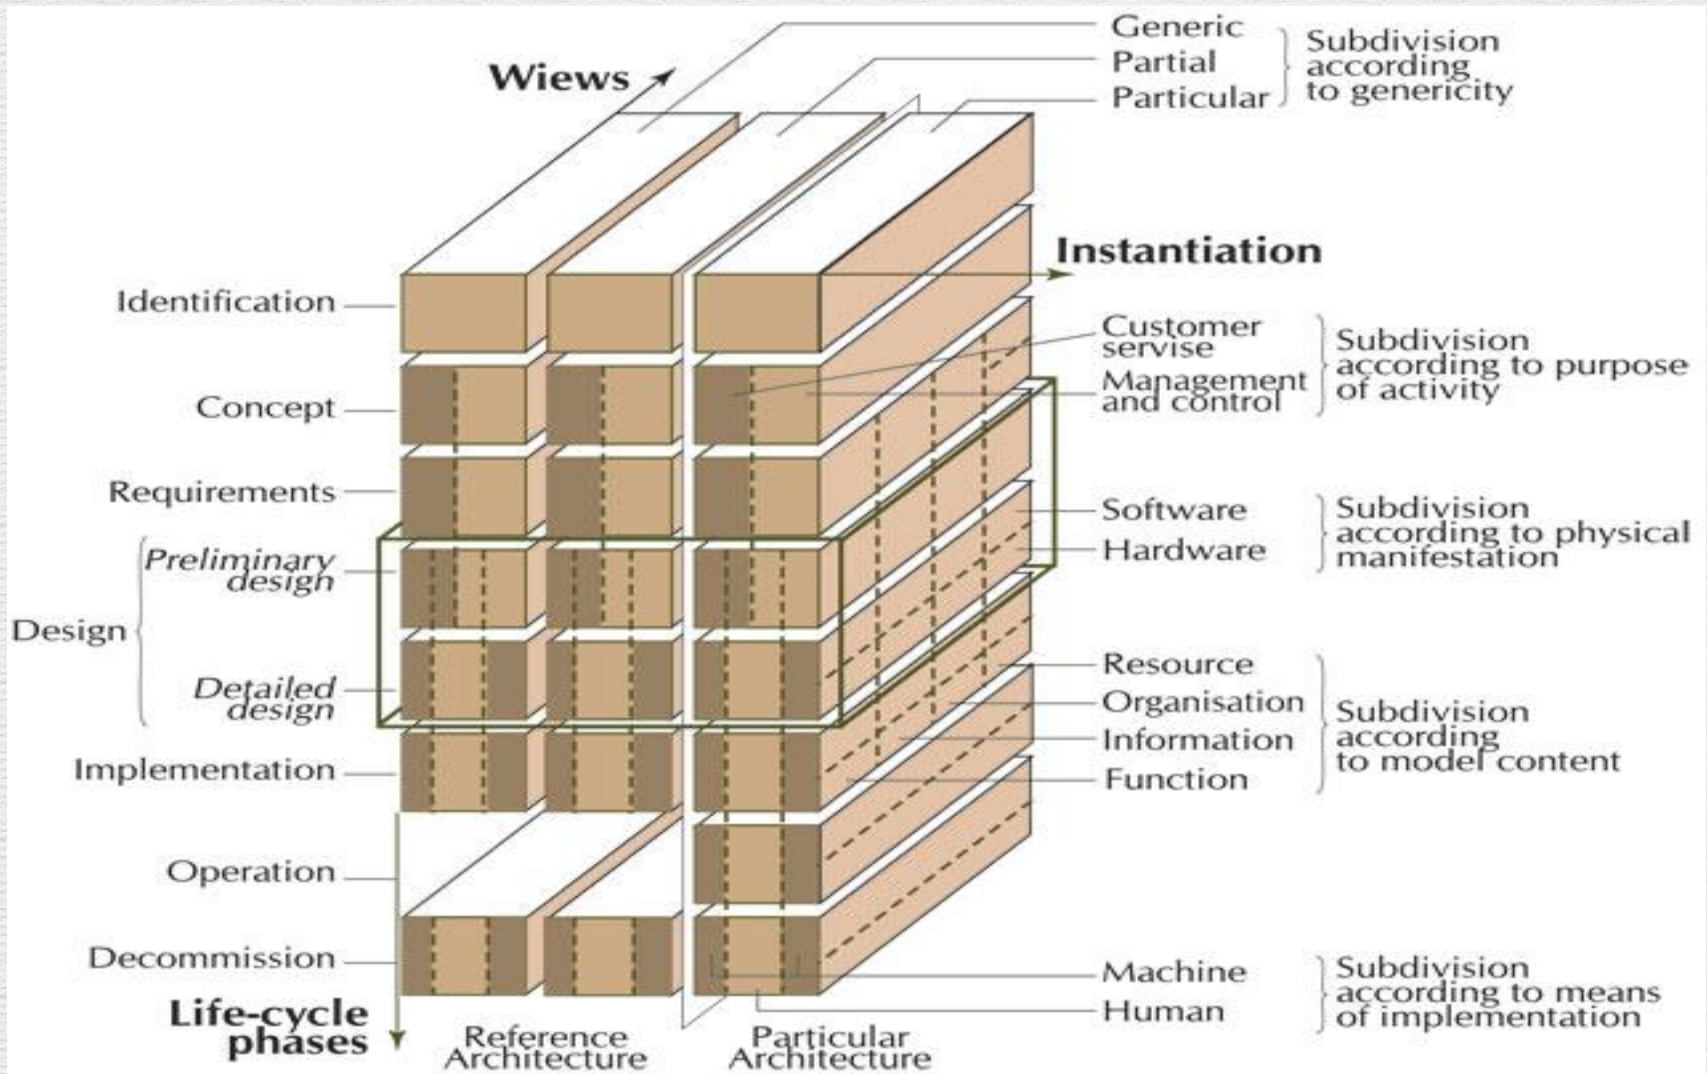 Wiews
Generic
Partial
Particular
Subdivision
according
to genericity
Instantiation
Identification
Concept
Requirements
Design
Preliminary
design
Detailed
design
Implementation
Operation
Decommission
Life-cycle
phases
Customer
servise
Management
and control
Subdivision
according to purpose
of activity
Software
Hardware
Subdivision
according to physical
manifestation
Resource
Organisation
Information
Function
Subdivision
according
to model content
Machine
Human
Subdivision
according to means
of implementation
Reference
Architecture
Particular
Architecture